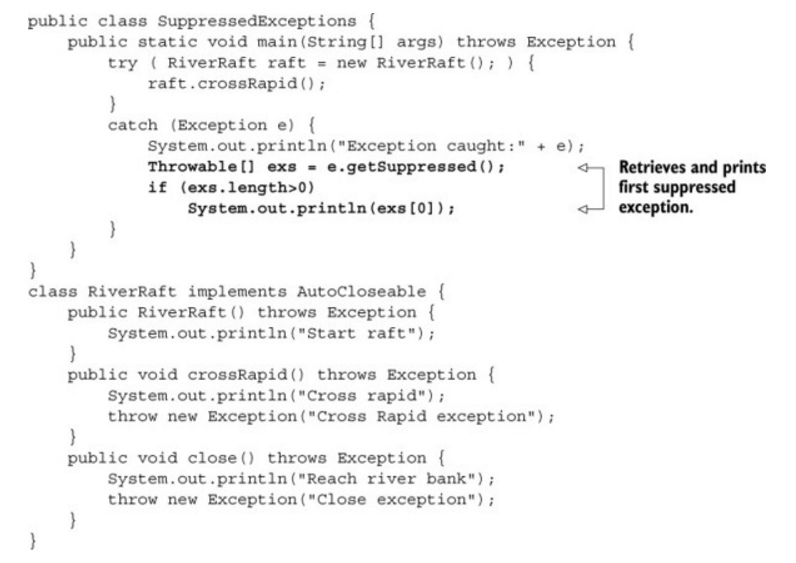 public class SuppressedExceptions {
    public static void main(String[] args) throws Exception {
        try ( RiverRaft raft = new RiverRaft(); ) {
            raft.crossRapid();
        }
        catch (Exception e) {
            System.out.println("Exception caught:" + e);
            Throwable[] exs = e.getSuppressed();
            if (exs.length>0)
                System.out.println(exs[0]);
        }
    }
}
Retrieves and prints
first suppressed
exception.
class RiverRaft implements AutoCloseable {
    public RiverRaft() throws Exception {
        System.out.println("Start raft");
    }
    public void crossRapid() throws Exception {
        System.out.println("Cross rapid");
        throw new Exception("Cross Rapid exception");
    }
    public void close() throws Exception {
        System.out.println("Reach river bank");
        throw new Exception("Close exception");
    }
}